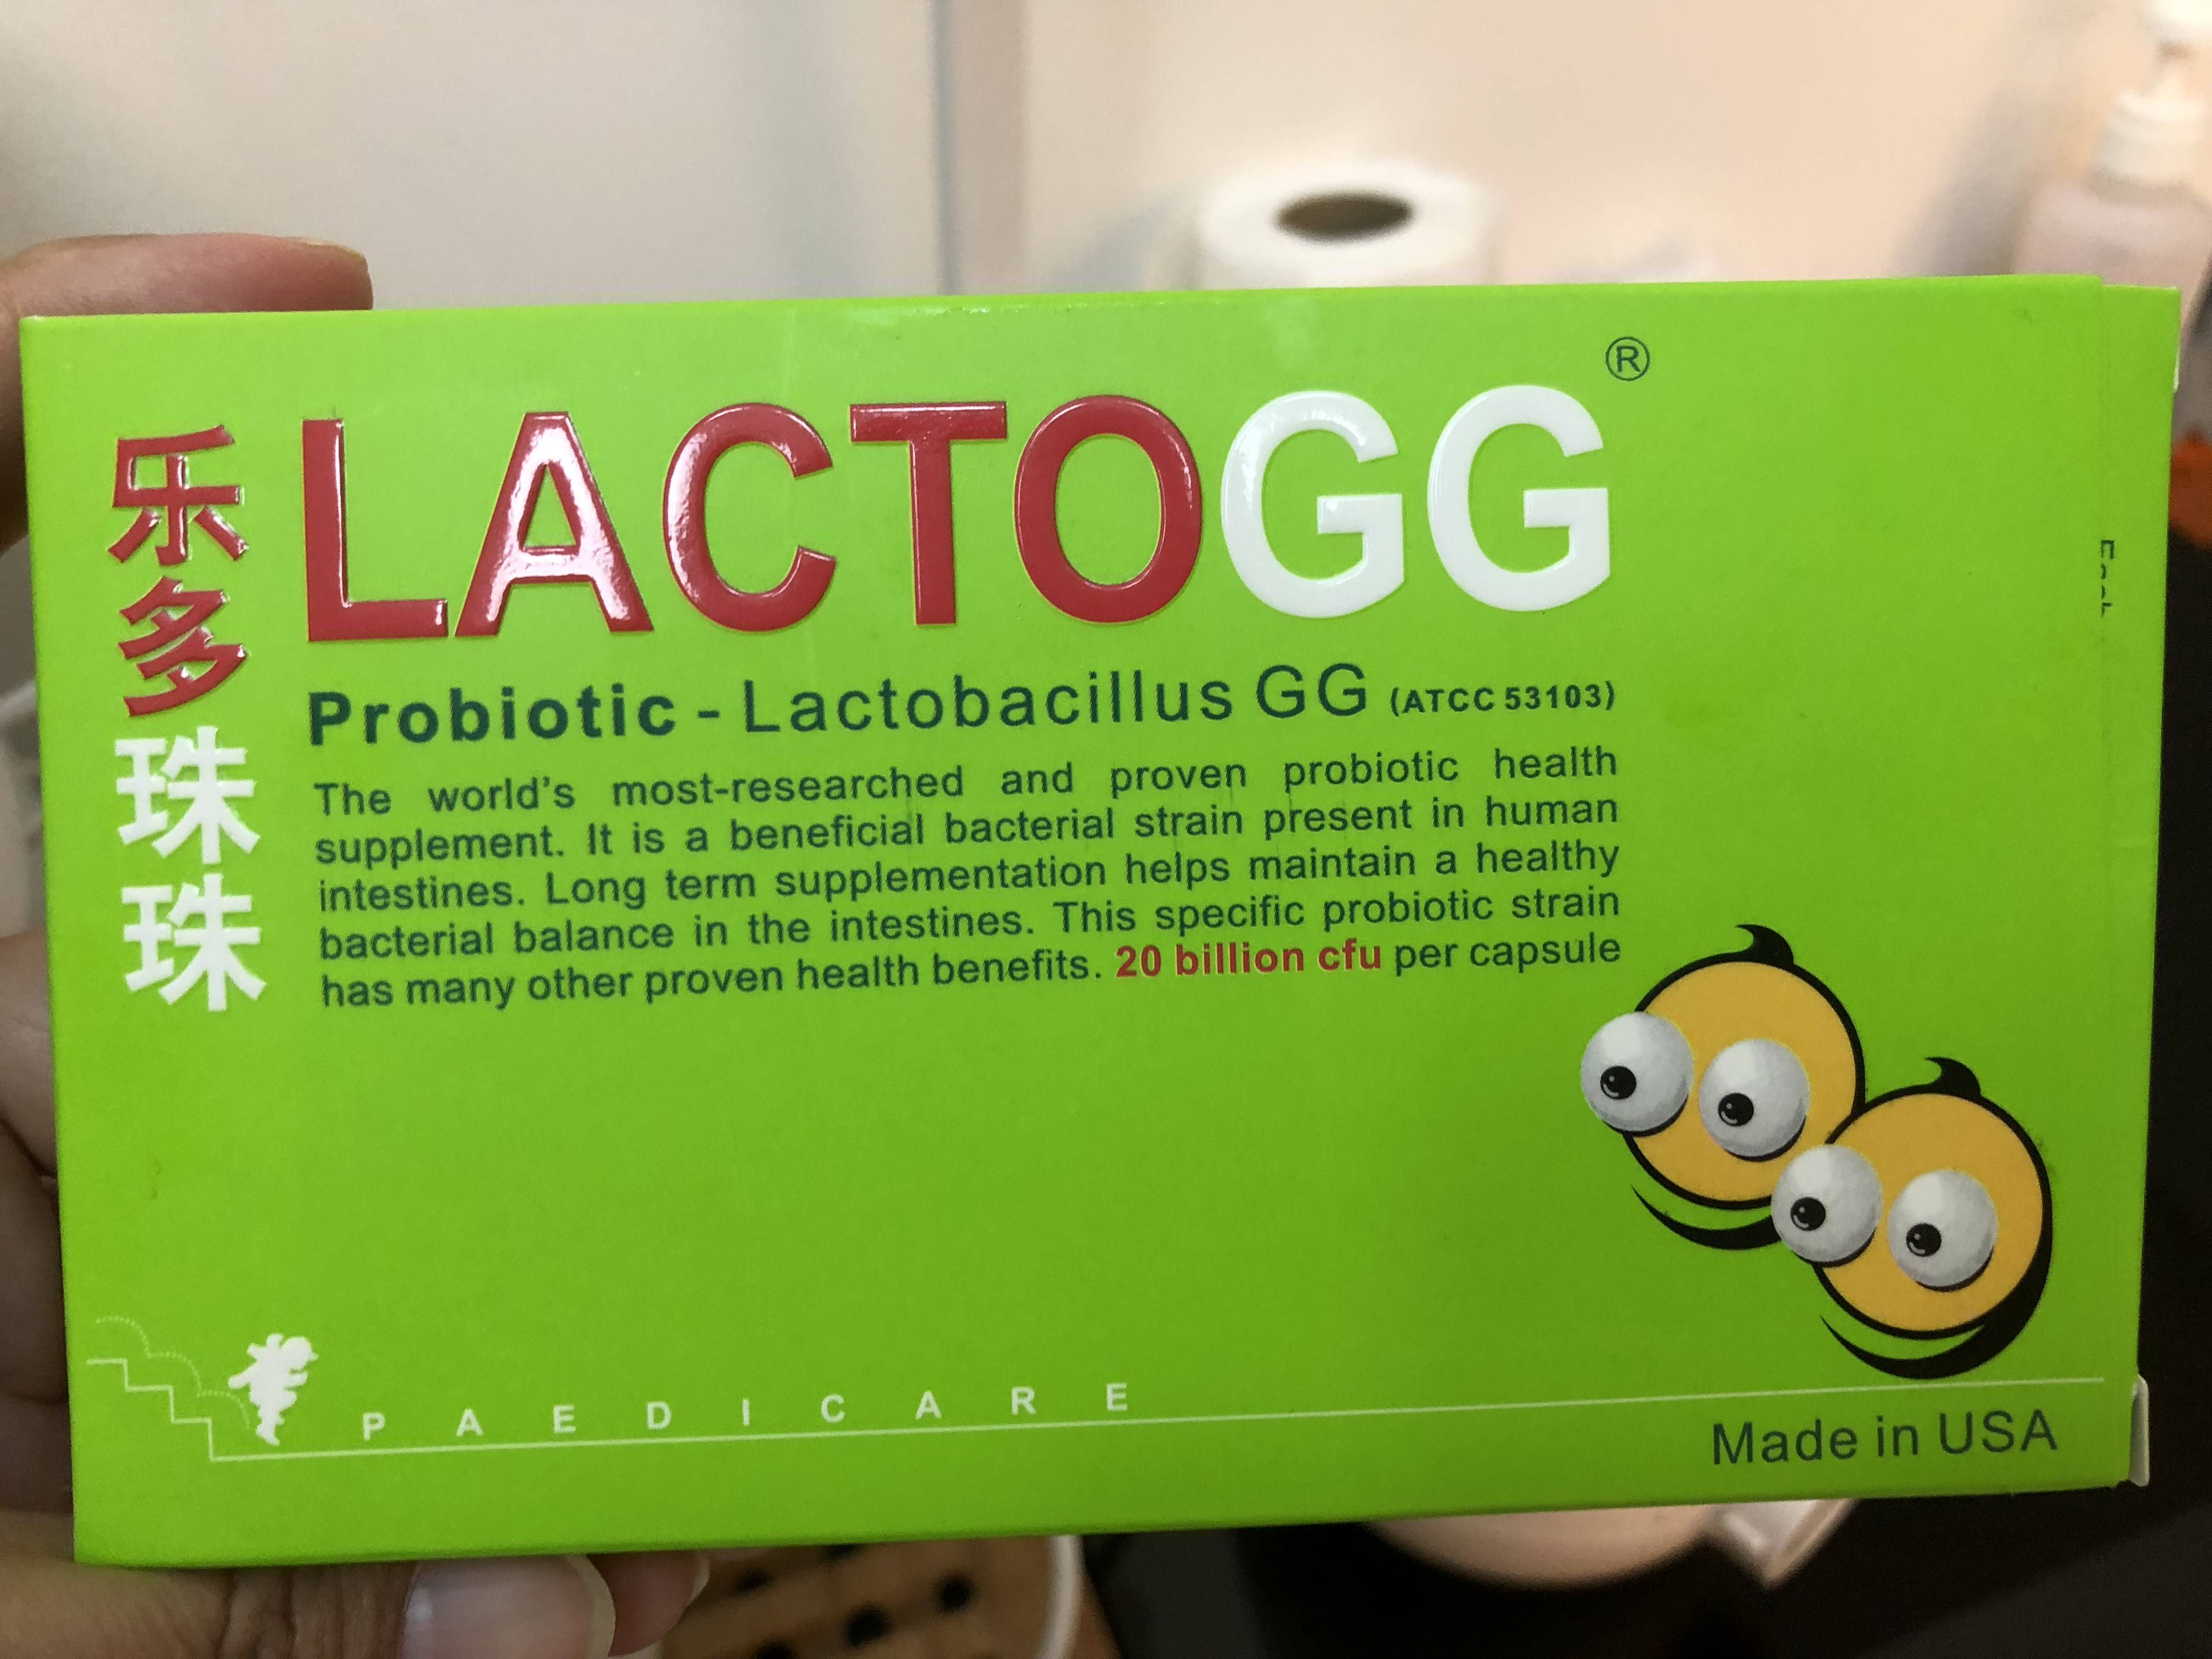 乐多珠珠
LACTOGG®
Probiotic - Lactobacillus GG (ATCC 53103)
The world's most-researched and proven probiotic health
supplement. It is a beneficial bacterial strain present in human
intestines. Long term supplementation helps maintain a healthy
bacterial balance in the intestines. This specific probiotic strain
has many other proven health benefits. 20 billion cfu per capsule
PAEDICARE
Made in USA